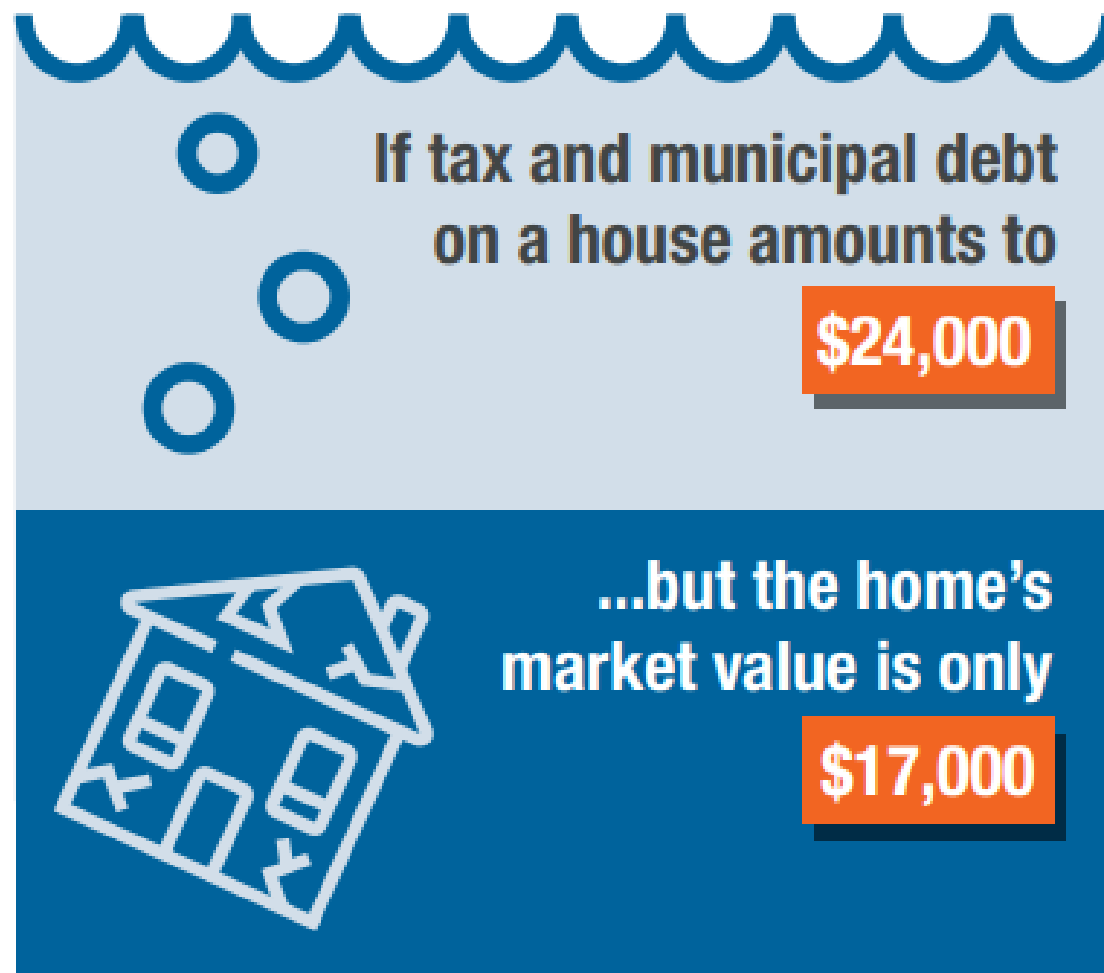 If tax and municipal debt
on a house amounts to
$24,000
...but the home’s
market value is only
$17,000